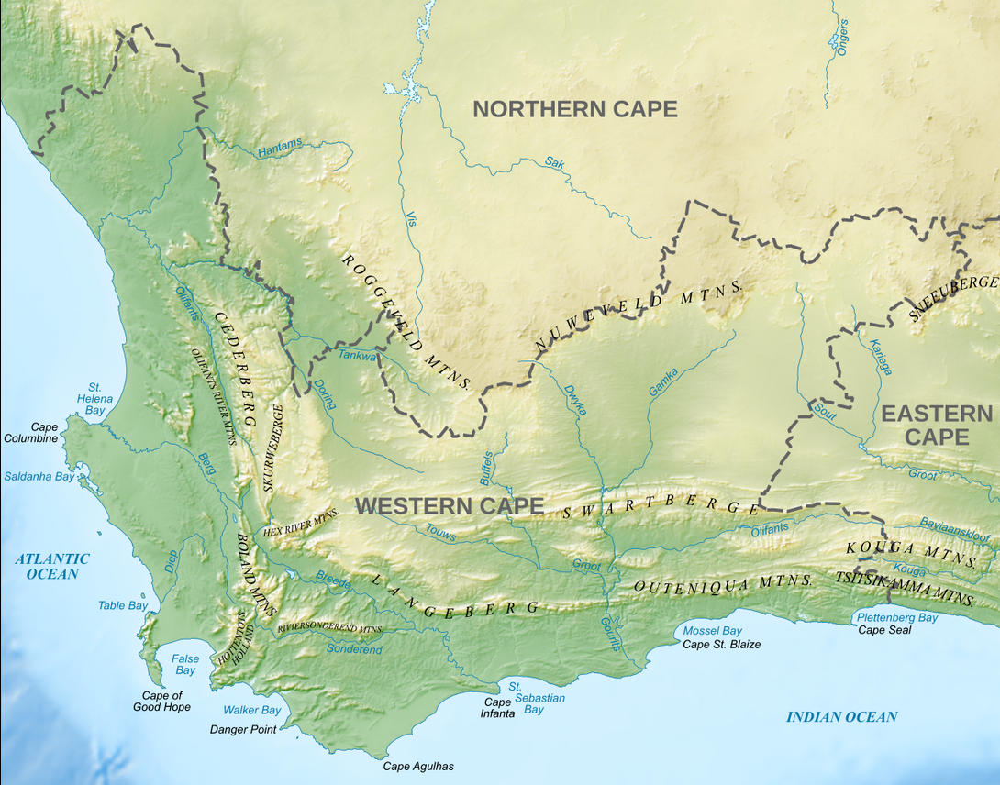 Ongers
NORTHERN CAPE
Hantams
Sak
Vis
ROGGEVELD MTNS.
NUWEVELD MTNS.
SNEEUBERGE
Olifants
CEDERBERG
OLIFANTS RIVER MTNS.
Tankwa
Doring
Dwyka
Gamka
Kariega
St.
Helena
Bay
Cape
Columbine
SKURWEBERGE
Sout
EASTERN
CAPE
Saldanha Bay
Berg
Buffels
Groot
WESTERN CAPE
SWARTBERGE
HEX RIVER MTNS.
Touws
Olifants
Baviaanskloof
ATLANTIC
OCEAN
Diep
BOLAND MTNS.
KOUGA MTNS.
Groot
Kouga
Breede
LANGEBERG
OUTENIQUA MTNS.
TSITSIKAMMA MTNS.
Table Bay
HOTTENTOTS
HOLLAND
RIVIERSONDEREND MTNS.
Sonderend
Gourits
Plettenberg Bay
Cape Seal
Mossel Bay
Cape St. Blaize
False
Bay
Cape of
Good Hope
Walker Bay
Danger Point
Cape
Infanta
St.
Sebastian
Bay
INDIAN OCEAN
Cape Agulhas